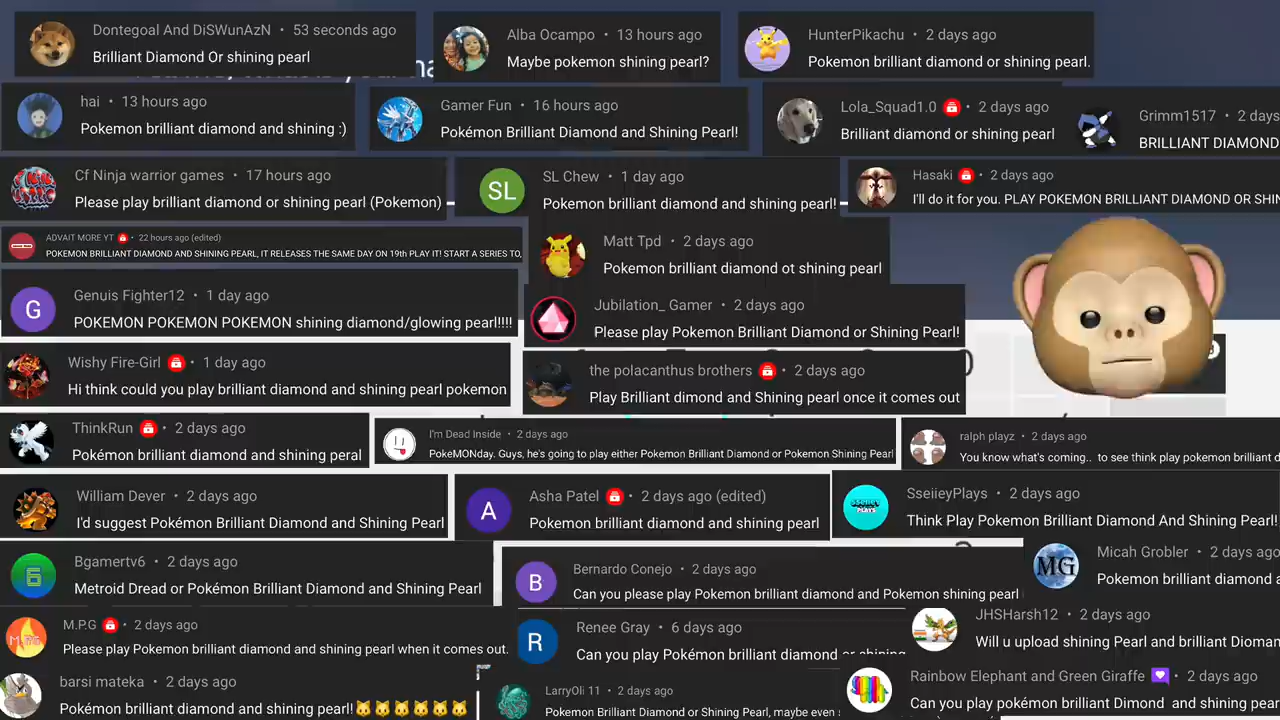 Dontegoal And DiSWunAzN • 53 seconds ago
Brilliant Diamond Or shining pearl
Alba Ocampo • 13 hours ago
Maybe pokemon shining pearl?
HunterPikachu • 2 days ago
Pokemon brilliant diamond or shining pearl.
hai • 13 hours ago
Pokemon brilliant diamond and shining :)
Gamer Fun • 16 hours ago
Pokémon Brilliant Diamond and Shining Pearl!
Lola_Squad1.0 • 2 days ago
Brilliant diamond or shining pearl
Grimm1517 • 2 days
BRILLIANT DIAMOND
Cf Ninja warrior games • 17 hours ago
Please play brilliant diamond or shining pearl (Pokemon)
SL
SL Chew • 1 day ago
Pokemon brilliant diamond and shining pearl!
Hasaki • 2 days ago
I'll do it for you. PLAY POKEMON BRILLIANT DIAMOND OR SHIN
ADVAIT MORE YT • 22 hours ago (edited)
POKEMON BRILLIANT DIAMOND AND SHINING PEARL, IT RELEASES THE SAME DAY ON 19th PLAY IT! START A SERIES TO,
Matt Tpd • 2 days ago
Pokemon brilliant diamond ot shining pearl
G
Genuis Fighter12 • 1 day ago
POKEMON POKEMON POKEMON shining diamond/glowing pearl!!!!
Jubilation_ Gamer • 2 days ago
Please play Pokemon Brilliant Diamond or Shining Pearl!
Wishy Fire-Girl • 1 day ago
Hi think could you play brilliant diamond and shining pearl pokemon
the polacanthus brothers • 2 days ago
Play Brilliant dimond and Shining pearl once it comes out
ThinkRun • 2 days ago
Pokémon brilliant diamond and shining peral
I'm Dead Inside • 2 days ago
PokeMONday. Guys, he's going to play either Pokemon Brilliant Diamond or Pokemon Shining Pearl
ralph playz • 2 days ago
You know what's coming.. to see think play pokemon brilliant d
William Dever • 2 days ago
I'd suggest Pokémon Brilliant Diamond and Shining Pearl
A
Asha Patel • 2 days ago (edited)
Pokemon brilliant diamond and shining pearl
SseiieyPlays • 2 days ago
Think Play Pokemon Brilliant Diamond And Shining Pearl!!
Bgamertv6 • 2 days ago
Metroid Dread or Pokémon Brilliant Diamond and Shining Pearl
B
Bernardo Conejo • 2 days ago
Can you please play Pokemon brilliant diamond and Pokemon shining pearl
MG
Micah Grobler • 2 days ago
Pokemon brilliant diamond a
M.P.G
M.P.G • 2 days ago
Please play Pokemon Brilliant diamond and shining pearl when it comes out.
R
Renee Gray • 6 days ago
Can you play Pokémon brilliant diamond or shining
JHSHarsh12 • 2 days ago
Will u upload shining Pearl and brilliant Dioman
barsi mateka • 2 days ago
Pokémon brilliant diamond and shining pearl!😺😺😺😺😺😺
LarryOli 11 • 2 days ago
Pokemon Brilliant Diamond or Shining Pearl, maybe even
Rainbow Elephant and Green Giraffe • 2 days ago
Can you play pokémon brilliant Dimond and shining pear